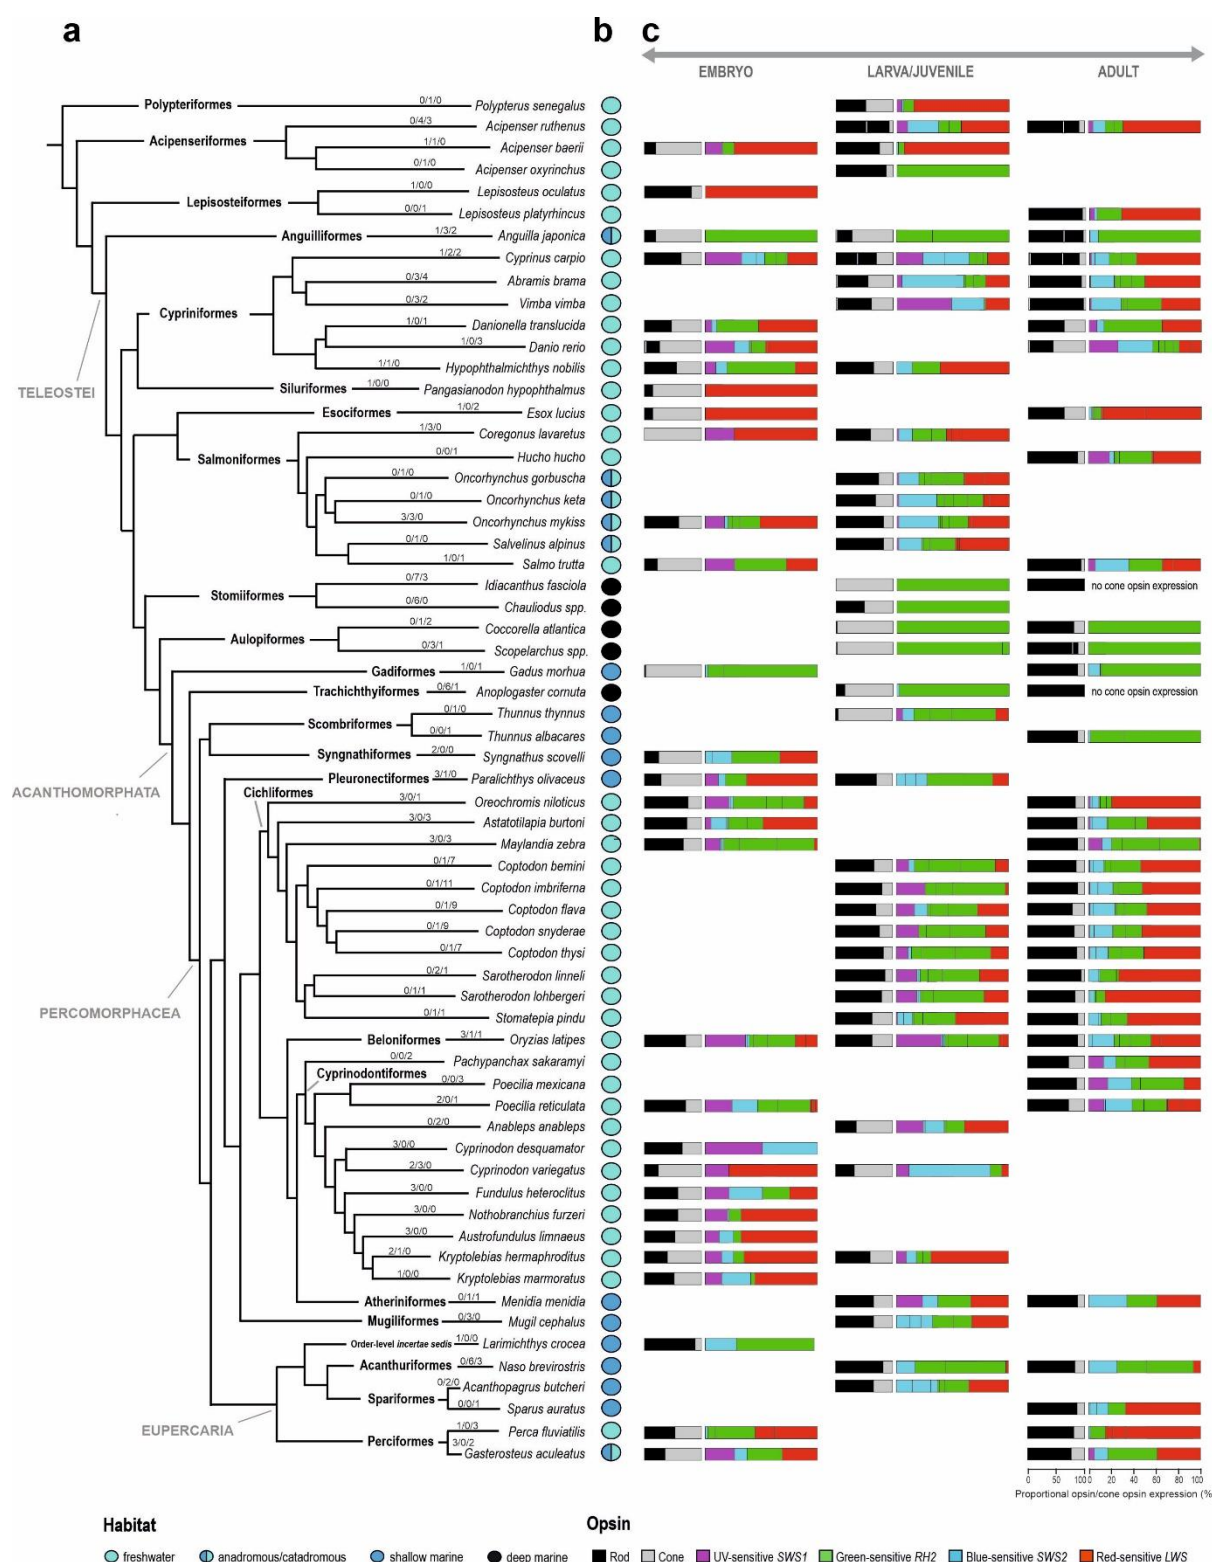 a b c
EMBRYO LARVA/JUVENILE ADULT
Polypteriformes 0/1/0 Polypterus senegalus
0/4/3 Acipenser ruthenus
Acipenseriformes 1/1/0 Acipenser baerii
0/1/0 Acipenser oxyrinchus
1/0/0 Lepisosteus oculatus
Lepisosteiformes
0/0/1 Lepisosteus platyrhincus
Anguilliformes 1/3/2 Anguilla japonica
1/2/2 Cyprinus carpio
0/3/4 Abramis brama
0/3/2 Vimba vimba
Cypriniformes
1/0/1 Danionella translucida
1/0/3 Danio rerio
1/1/0 Hypophthalmichthys nobilis
TELEOSTEI
Siluriformes 1/0/0 Pangasianodon hypophthalmus
Esociformes 1/0/2 Esox lucius
1/3/0 Coregonus lavaretus
Salmoniformes 0/0/1 Hucho hucho
0/1/0 Oncorhynchus gorbuscha
0/1/0 Oncorhynchus keta
3/3/0 Oncorhynchus mykiss
0/1/0 Salvelinus alpinus
1/0/1 Salmo trutta
0/7/3 Idiacanthus fasciola no cone opsin expression
Stomiiformes
0/6/0 Chauliodus spp.
0/1/2 Coccorella atlantica
Aulopiformes
0/3/1 Scopelarchus spp.
Gadiformes 1/0/1 Gadus morhua
Trachichthyiformes 0/6/1 Anoplogaster cornuta no cone opsin expression
0/1/0 Thunnus thynnus
Scombriformes
0/0/1 Thunnus albacares
Syngnathiformes 2/0/0 Syngnathus scovelli
Pleuronectiformes 3/1/0 Paralichthys olivaceus
ACANTHOMORPHATA
Cichliformes
3/0/1 Oreochromis niloticus
3/0/3 Astatotilapia burtoni
3/0/3 Maylandia zebra
0/1/7 Coptodon bemini
0/1/11 Coptodon imbriferna
0/1/9 Coptodon flava
0/1/9 Coptodon snyderae
0/1/7 Coptodon thysi
0/2/1 Sarotherodon linneli
0/1/1 Sarotherodon lohbergeri
PERCOMORPHACEA
0/1/1 Stomatepia pindu
Beloniformes 3/1/1 Oryzias latipes
0/0/2 Pachypanchax sakaramyi
Cyprinodontiformes
0/0/3 Poecilia mexicana
2/0/1 Poecilia reticulata
0/2/0 Anableps anableps
3/0/0 Cyprinodon desquamator
2/3/0 Cyprinodon variegatus
3/0/0 Fundulus heteroclitus
3/0/0 Nothobranchius furzeri
3/0/0 Austrofundulus limnaeus
2/1/0 Kryptolebias hermaphroditus
1/0/0 Kryptolebias marmoratus
Atheriniformes 0/1/1 Menidia menidia
Mugiliformes 0/3/0 Mugil cephalus
Order-level incertae sedis 1/0/0 Larimichthys crocea
Acanthuriformes 0/6/3 Naso brevirostris
0/2/0 Acanthopagrus butcheri
Spariformes
0/0/1 Sparus auratus
EUPERCARIA
1/0/3 Perca fluviatilis
Perciformes
3/0/2 Gasterosteus aculeatus
0 50 100 0 20 40 60 80 100
Proportional opsin/cone opsin expression (%
Habitat Opsin
freshwater anadromous/catadromous shallow marine deep marine Rod Cone UV-sensitive SWS1 Green-sensitive RH2 Blue-sensitive SWS2 Red-sensitive LWS